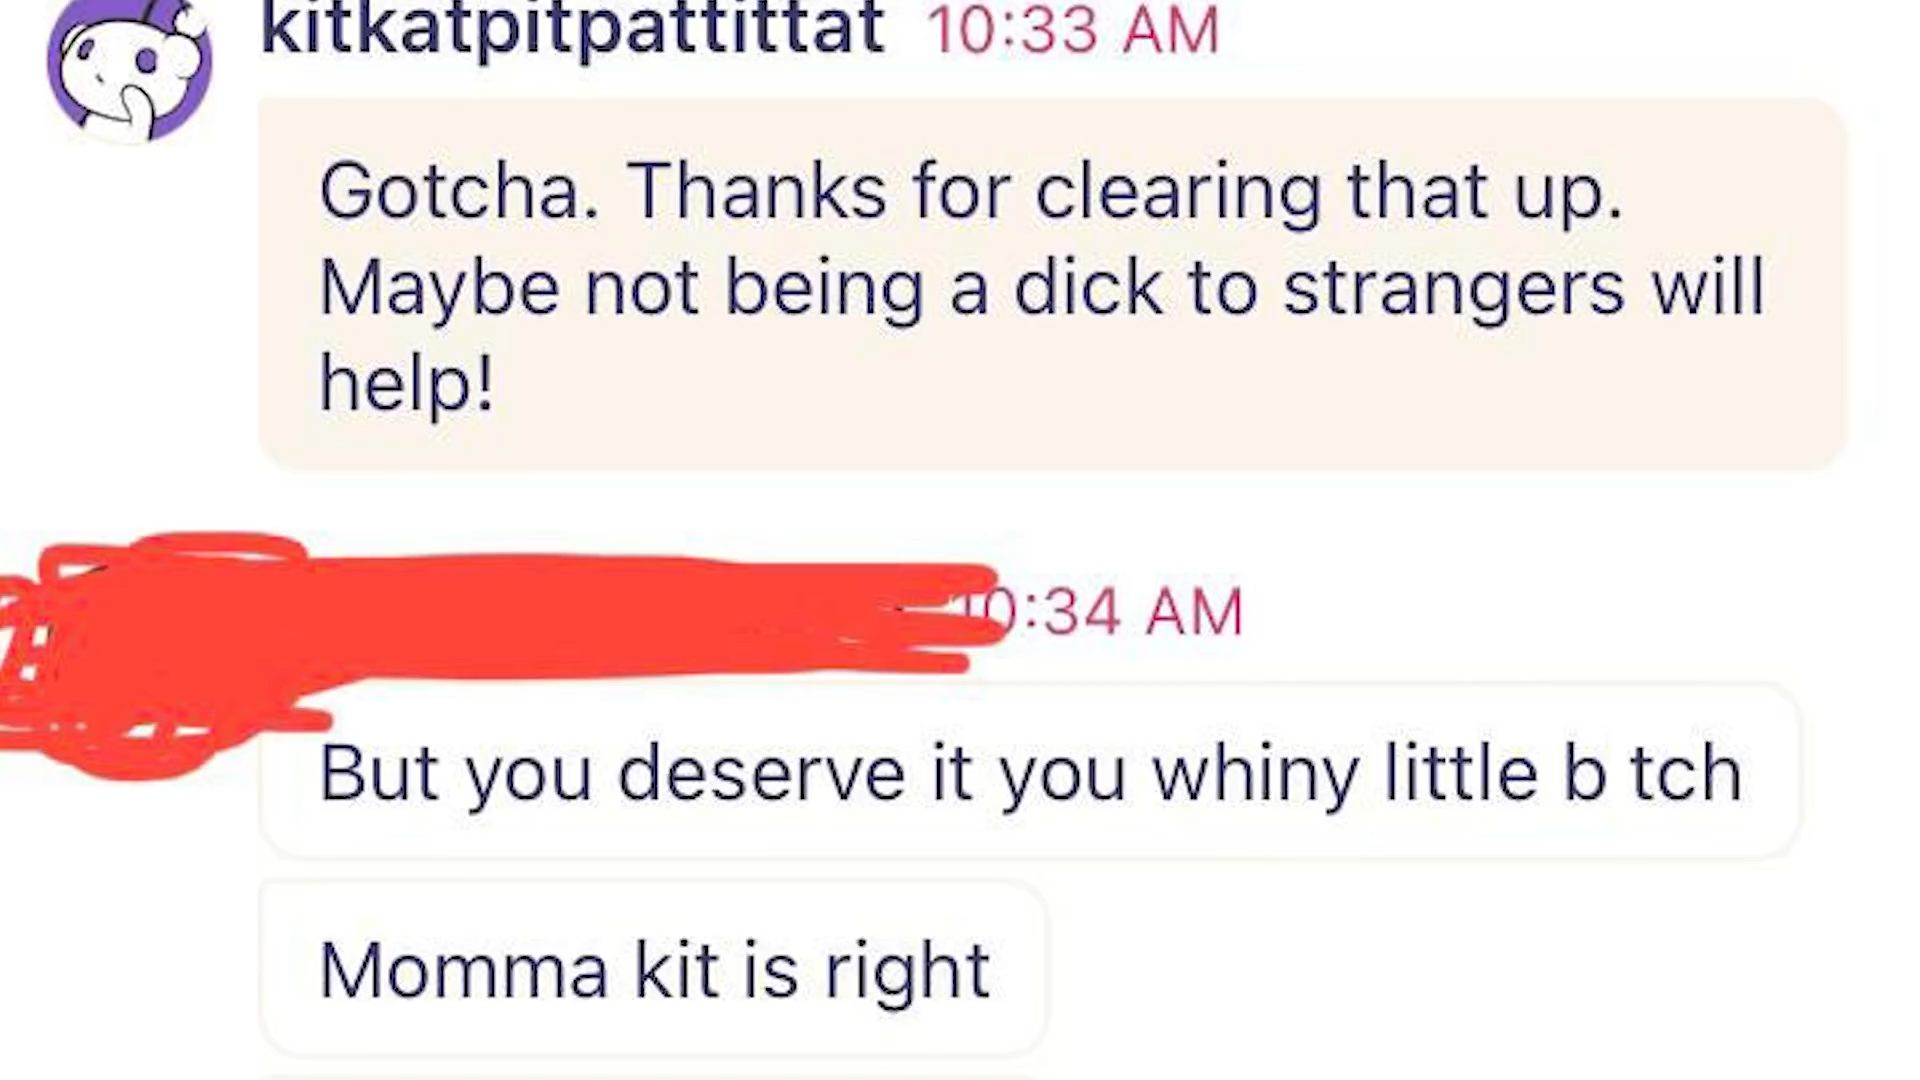 kitkatpitpattittat 10:33 AM
Gotcha. Thanks for clearing that up.
Maybe not being a dick to strangers will
help!
10:34 AM
But you deserve it you whiny little b tch
Momma kit is right